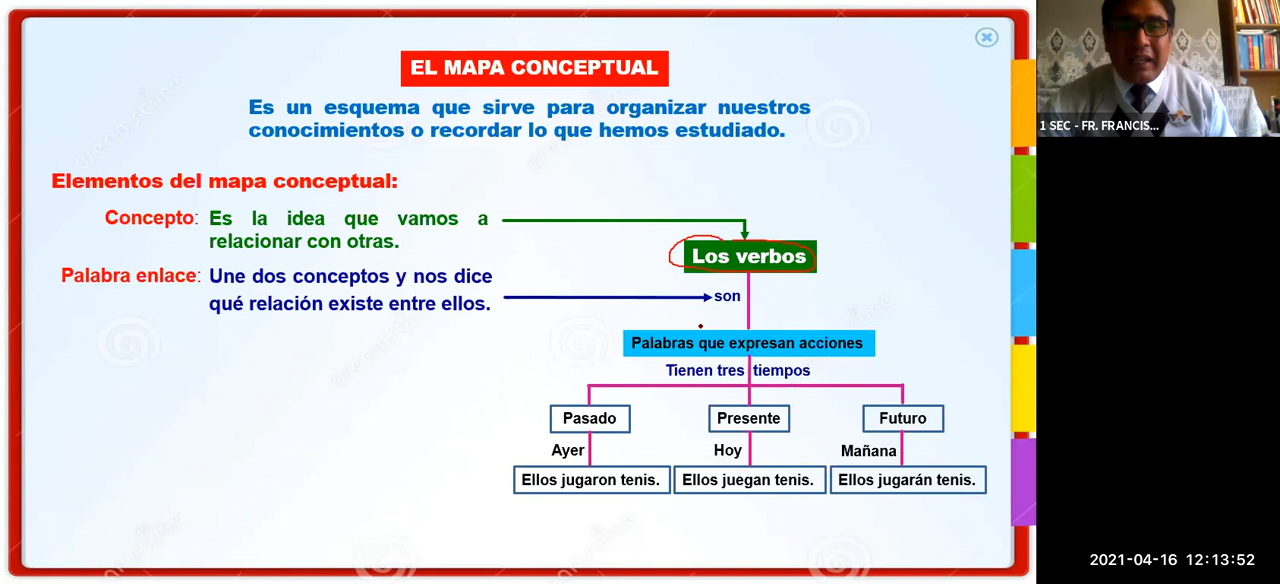 EL MAPA CONCEPTUAL
Es un esquema que sirve para organizar nuestros
conocimientos o recordar lo que hemos estudiado.
Elementos del mapa conceptual:
Concepto: Es la idea que vamos a
relacionar con otras.
Palabra enlace: Une dos conceptos y nos dice
qué relación existe entre ellos.
Los verbos
son
Palabras que expresan acciones
Tienen tres tiempos
Pasado Presente Futuro
Ayer Hoy Mañana
Ellos jugaron tenis. Ellos juegan tenis. Ellos jugarán tenis.
1 SEC - FR. FRANCIS...
2021-04-16 12:13:52